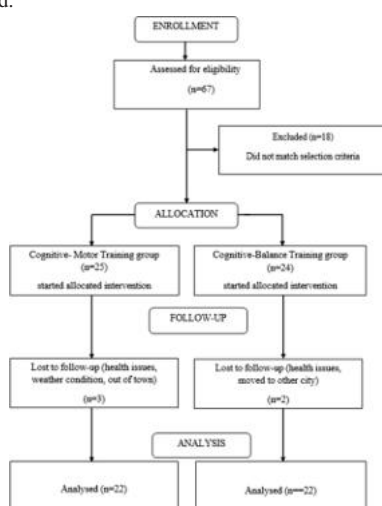 d.
ENROLLMENT
Assessed for eligibility
(n=67)
Excluded (n=18)
Did not match selection criteria
ALLOCATION
Cognitive- Motor Training group
(n=25)
started allocated intervention
Cognitive-Balance Training group
(n=24)
started allocated intervention
FOLLOW-UP
Lost to follow-up (health issues,
weather condition, out of town)
(n=3)
Lost to follow-up (health issues,
moved to other city)
(n=2)
ANALYSIS
Analysed (n=22)
Analysed (n==22)